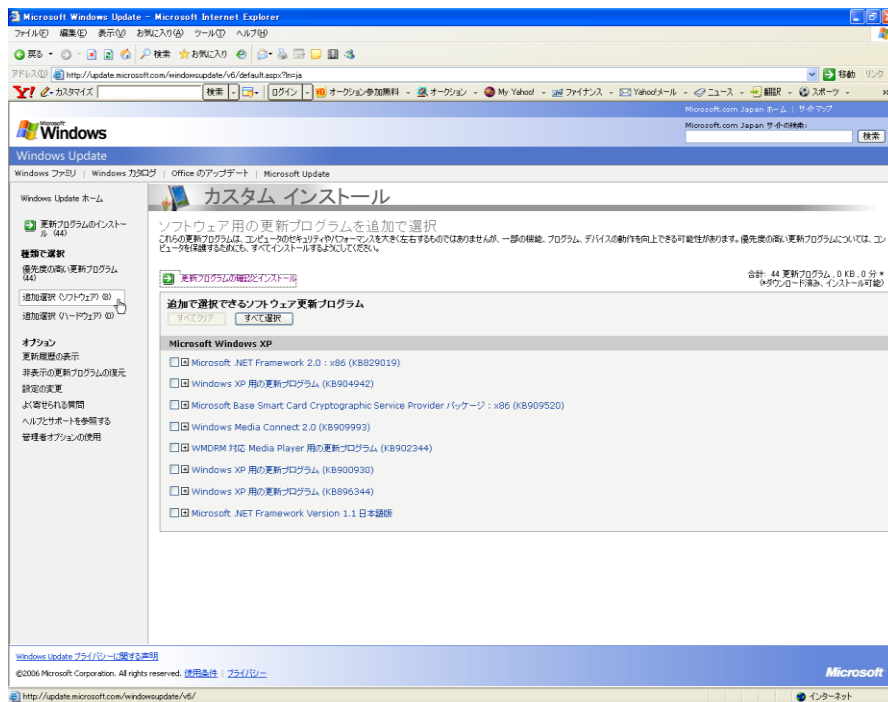 Microsoft Windows Update - Microsoft Internet Explorer
ファイル(F) 編集(E) 表示(V) お気に入り(A) ツール(T) ヘルプ(H)
戻る 検索 お気に入り
アドレス(D) http://update.microsoft.com/windowsupdate/v6/default.aspx?ln=ja 移動 リンク
Y! カスタマイズ 検索 ログイン オークション参加無料 オークション My Yahoo! ファイナンス Yahoo!メール ニュース 翻訳 スポーツ
Microsoft.com Japan ホーム | サイトマップ
Microsoft Windows
Microsoft.com Japan サイトの検索:
検索
Windows Update
Windows ファミリ | Windows カタログ | Office のアップデート | Microsoft Update
Windows Update ホーム
更新プログラムのインストール (44)
種類で選択
優先度の高い更新プログラム (44)
追加選択 (ソフトウェア) (8)
追加選択 (ハードウェア) (0)
オプション
更新履歴の表示
非表示の更新プログラムの復元
設定の変更
よく寄せられる質問
ヘルプとサポートを参照する
管理者オプションの使用
カスタム インストール
ソフトウェア用の更新プログラムを追加で選択
これらの更新プログラムは、コンピュータのセキュリティやパフォーマンスを大きく左右するものではありませんが、一部の機能、プログラム、デバイスの動作を向上できる可能性があります。優先度の高い更新プログラムについては、コン
ピュータを保護するためにも、すべてインストールするようにしてください。
更新プログラムの確認とインストール
合計: 44 更新プログラム , 0 KB , 0 分 *
(*ダウンロード済み、インストール可能)
追加で選択できるソフトウェア更新プログラム
すべてクリア すべて選択
Microsoft Windows XP
Microsoft .NET Framework 2.0 : x86 (KB829019)
Windows XP 用の更新プログラム (KB904942)
Microsoft Base Smart Card Cryptographic Service Provider パッケージ : x86 (KB909520)
Windows Media Connect 2.0 (KB909993)
WMDRM 対応 Media Player 用の更新プログラム (KB902344)
Windows XP 用の更新プログラム (KB900930)
Windows XP 用の更新プログラム (KB896344)
Microsoft .NET Framework Version 1.1 日本語版
Windows Update プライバシーに関する声明
©2006 Microsoft Corporation. All rights reserved. 使用条件 | プライバシー
Microsoft
http://update.microsoft.com/windowsupdate/v6/ インターネット